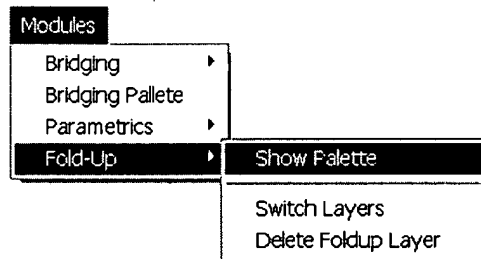 Modules
Bridging
Bridging Pallete
Parametrics
Fold-Up
Show Palette
Switch Layers
Delete Foldup Layer